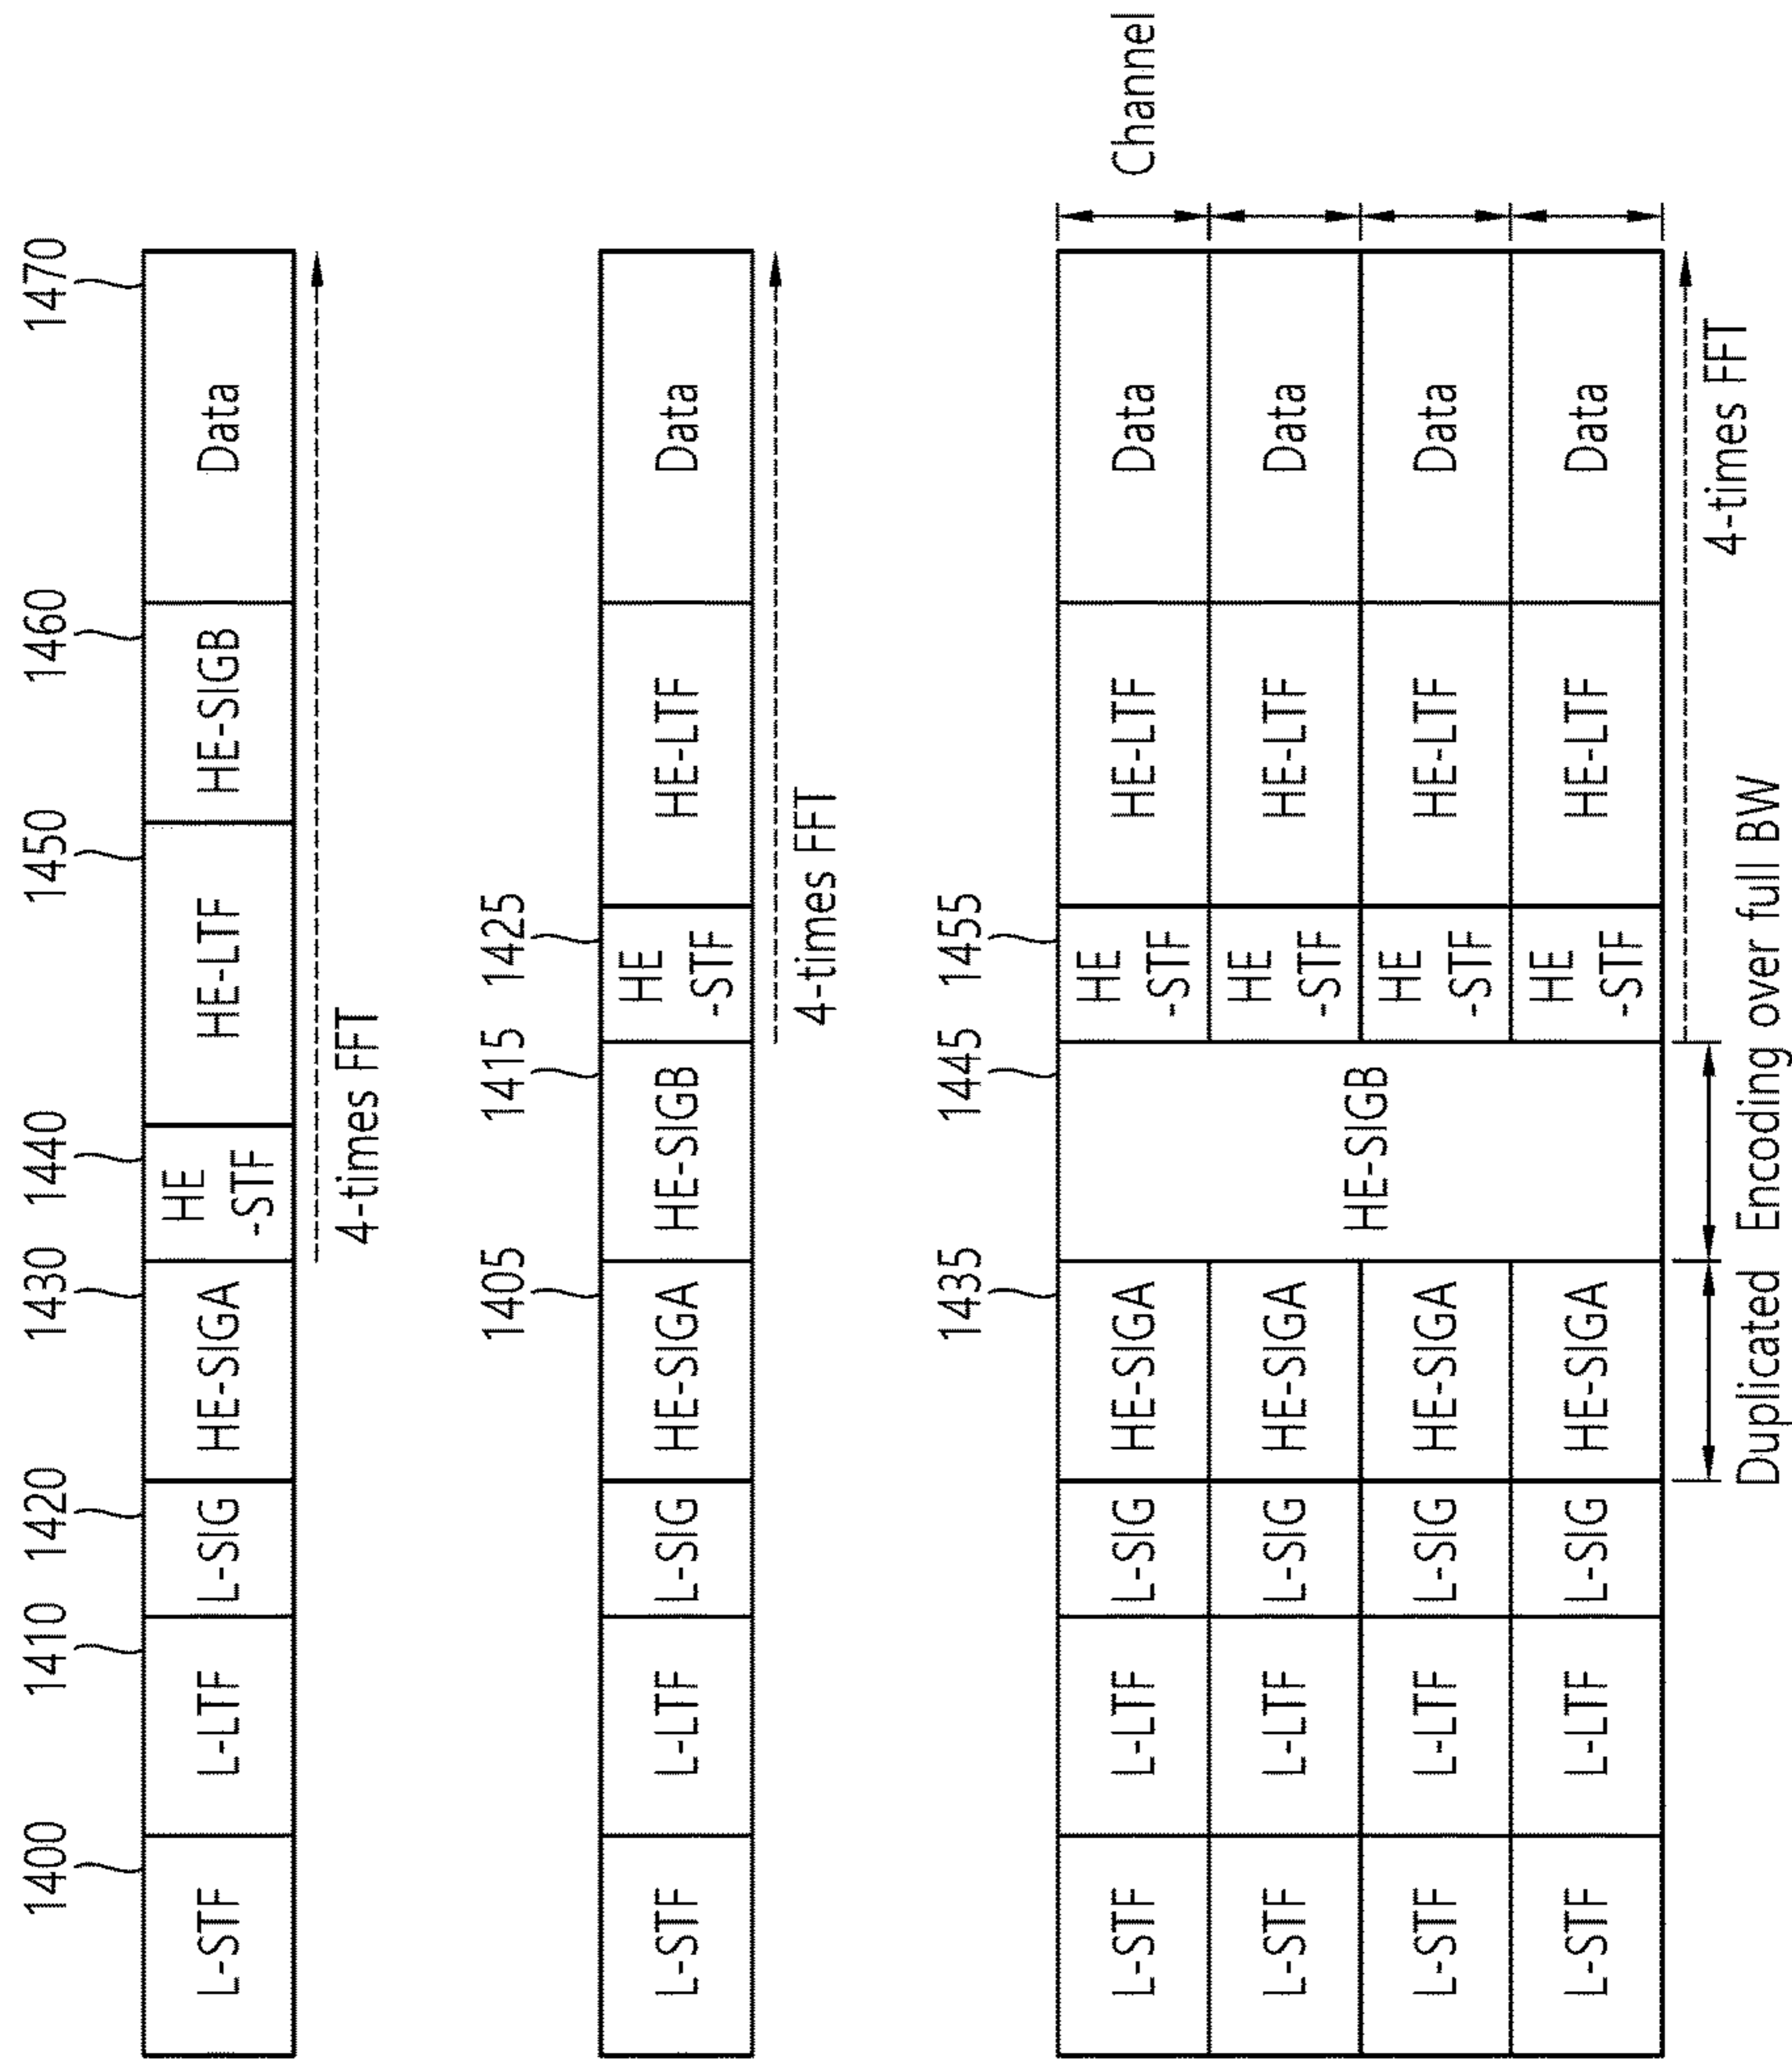 1400 1410 1420 1430 1440 1450 1460 1470
L-STF L-LTF L-SIG HE-SIGA HE HE-LTF HE-SIGB Data
-STF
4-times FFT
1405 1415 1425
L-STF L-LTF L-SIG HE-SIGA HE-SIGB HE HE-LTF Data
-STF
4-times FFT
1435 1445 1455
L-STF L-LTF L-SIG HE-SIGA HE HE-LTF Data Channel
-STF
L-STF L-LTF L-SIG HE-SIGA HE HE-LTF Data
-STF
HE-SIGB
L-STF L-LTF L-SIG HE-SIGA HE HE-LTF Data
-STF
L-STF L-LTF L-SIG HE-SIGA HE HE-LTF Data
-STF
4-times FFT
Duplicated Encoding over full BW